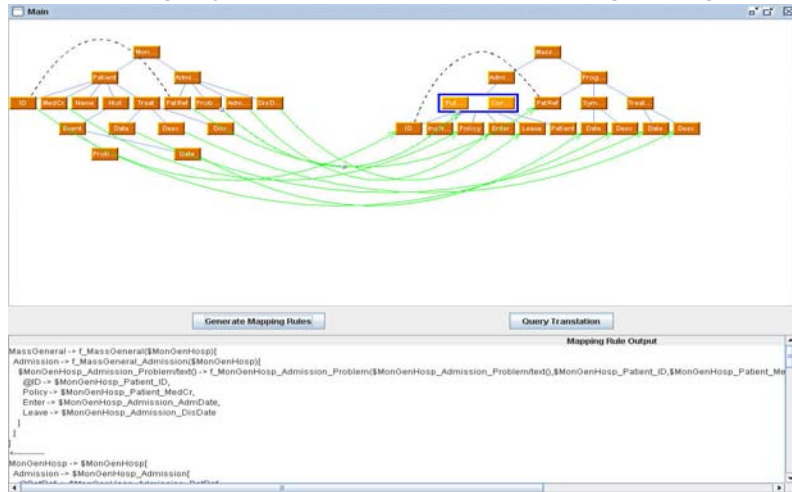 Main
Mon... Mass...
Patient Admi... Admi... Prog...
ID MedCr Name Hist Treat PatRef Prob... Adm... DisD... Pul... Cor... PatRef Sym... Treat...
Event Date Desc Doc ID InsN... Policy Enter Leave Patient Date Desc Date Desc
Prob... Date
Generate Mapping Rules Query Translation
Mapping Rule Output
MassGeneral -> f_MassGeneral($MonGenHosp)[
Admission -> f_MassGeneral_Admission($MonGenHosp)[
$MonGenHosp_Admission_Problem/text() -> f_MonGenHosp_Admission_Problem($MonGenHosp_Admission_Problem/text(),$MonGenHosp_Patient_ID,$MonGenHosp_Patient_Me
@ID -> $MonGenHosp_Patient_ID,
Policy -> $MonGenHosp_Patient_MedCr,
Enter -> $MonGenHosp_Admission_AdmDate,
Leave -> $MonGenHosp_Admission_DisDate
]
]
]
<----------
MonGenHosp -> $MonGenHosp[
Admission -> $MonGenHosp_Admission[